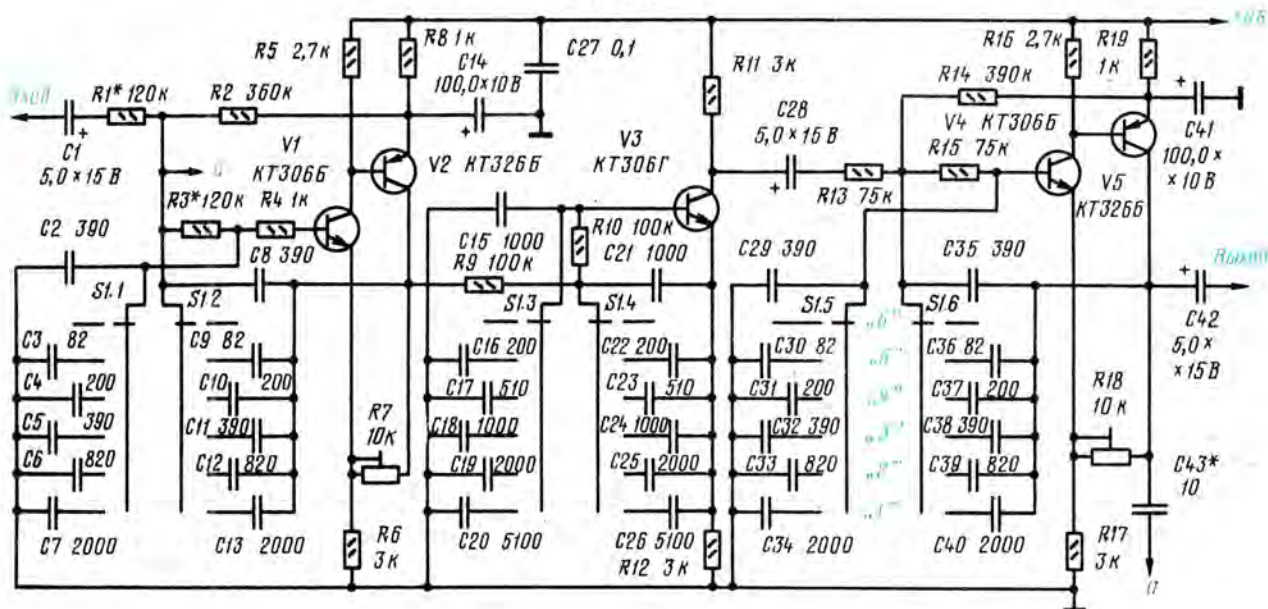 R5 2,7к
R8 1к
C14
100,0×10В
C27 0,1
R11 3к
R16 2,7к
R19
1к
R14 390к
Вход
R1* 120к
R2 360к
C1
5,0×15В
V1
КТ306Б
V2 КТ326Б
V3
КТ306Г
C28
5,0×15В
V4 КТ306Б
R15 75к
C41
100,0×
×10В
П
R3* 120к
R4 1к
C2 390
C8 390
C15 1000
R9 100к
R10 100к
C21 1000
R13 75к
C29 390
C35 390
V5
КТ326Б
Выход
S1.1
S1.2
S1.3
S1.4
S1.5
S1.6
"6"
C42
5,0×
×15В
C3 82
C9 82
C16 200
C22 200
C30 82
"5"
C36 82
C4 200
C10 200
C17 510
C23 510
C31 200
"4"
C37 200
R7
10к
R18
10к
C5 390
C11 390
C18 1000
C24 1000
C32 390
"3"
C38 390
C6 820
C12 820
C19 2000
C25 2000
C33 820
"2"
C39 820
C43*
10
"1"
C7 2000
C13 2000
R6
3к
C20 5100
C26 5100
R12 3к
C34 2000
C40 2000
R17
3к
П